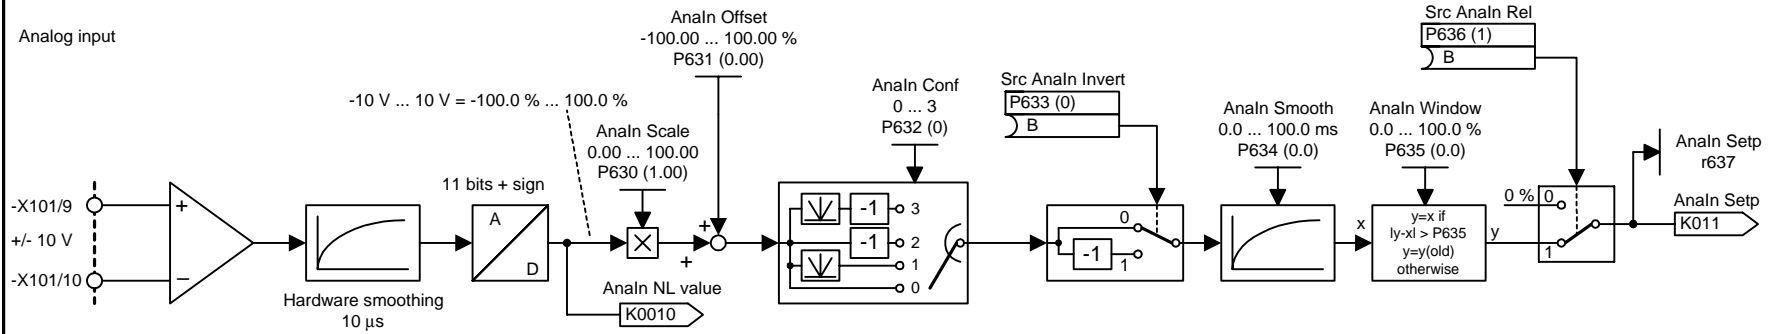 Analog input
-X101/9
+/- 10 V
-X101/10
+
−
Hardware smoothing
10 µs
11 bits + sign
A
D
-10 V ... 10 V = -100.0 % ... 100.0 %
AnaIn Scale
0.00 ... 100.00
P630 (1.00)
AnaIn NL value
K0010
AnaIn Offset
-100.00 ... 100.00 %
P631 (0.00)
+
+
AnaIn Conf
0 ... 3
P632 (0)
-1
3
-1
2
1
0
Src AnaIn Invert
P633 (0)
B
0
-1
1
AnaIn Smooth
0.0 ... 100.0 ms
P634 (0.0)
x
AnaIn Window
0.0 ... 100.0 %
P635 (0.0)
y=x if
Iy-xI > P635
y=y(old)
otherwise
y
Src AnaIn Rel
P636 (1)
B
0 %
0
1
AnaIn Setp
r637
AnaIn Setp
K011